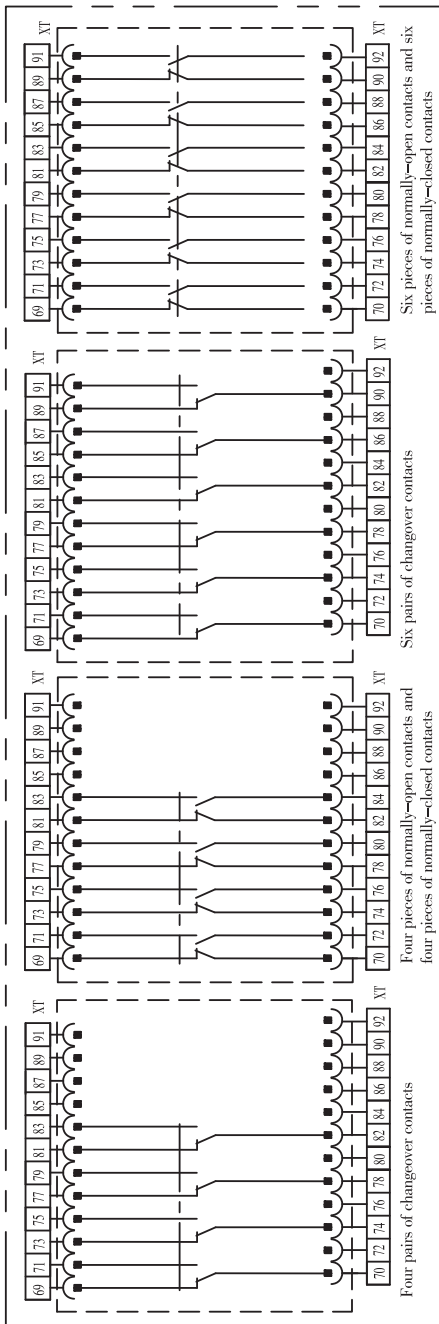 69 71 73 75 77 79 81 83 85 87 89 91 XT
70 72 74 76 78 80 82 84 86 88 90 92 XT
Four pairs of changeover contacts
69 71 73 75 77 79 81 83 85 87 89 91 XT
70 72 74 76 78 80 82 84 86 88 90 92 XT
Four pieces of normally-open contacts and
four pieces of normally-closed contacts
69 71 73 75 77 79 81 83 85 87 89 91 XT
70 72 74 76 78 80 82 84 86 88 90 92 XT
Six pairs of changover contacts
69 71 73 75 77 79 81 83 85 87 89 91 XT
70 72 74 76 78 80 82 84 86 88 90 92 XT
Six pieces of normally-open contacts and six
pieces of normally-closed contacts